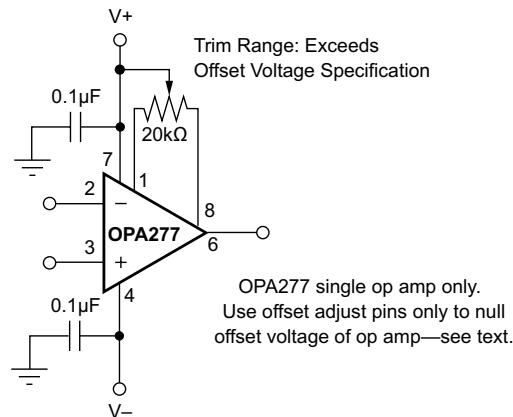 V+
Trim Range: Exceeds
Offset Voltage Specification
0.1µF
20kΩ
7
1
2
8
–
OPA277
6
3
+
0.1µF
4
OPA277 single op amp only.
Use offset adjust pins only to null
offset voltage of op amp—see text.
V–